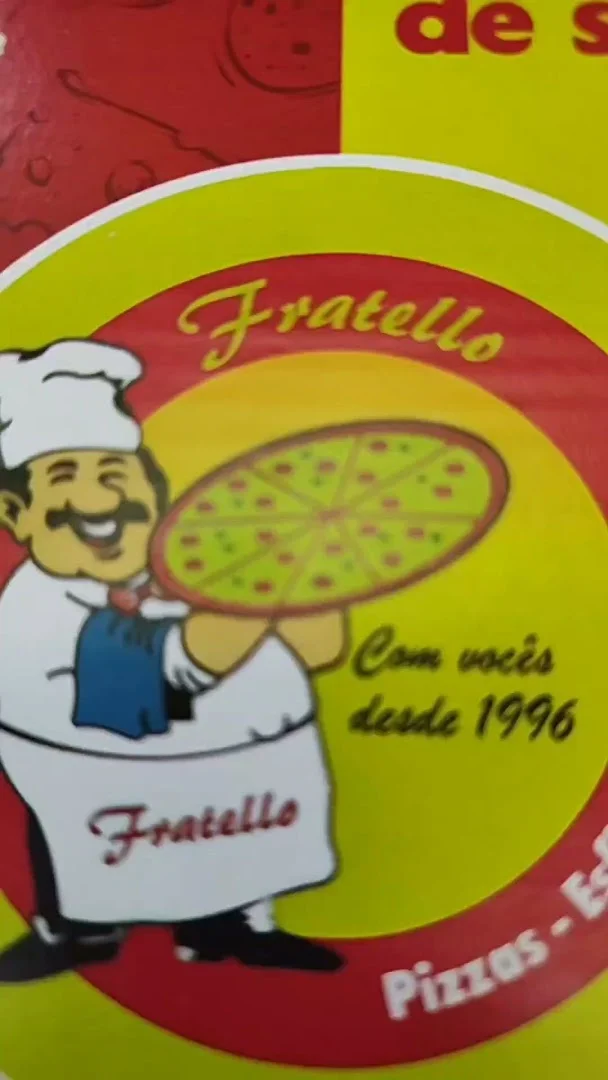 de
Fratello
Com vocês
desde 1996
Fratello
Pizzas -